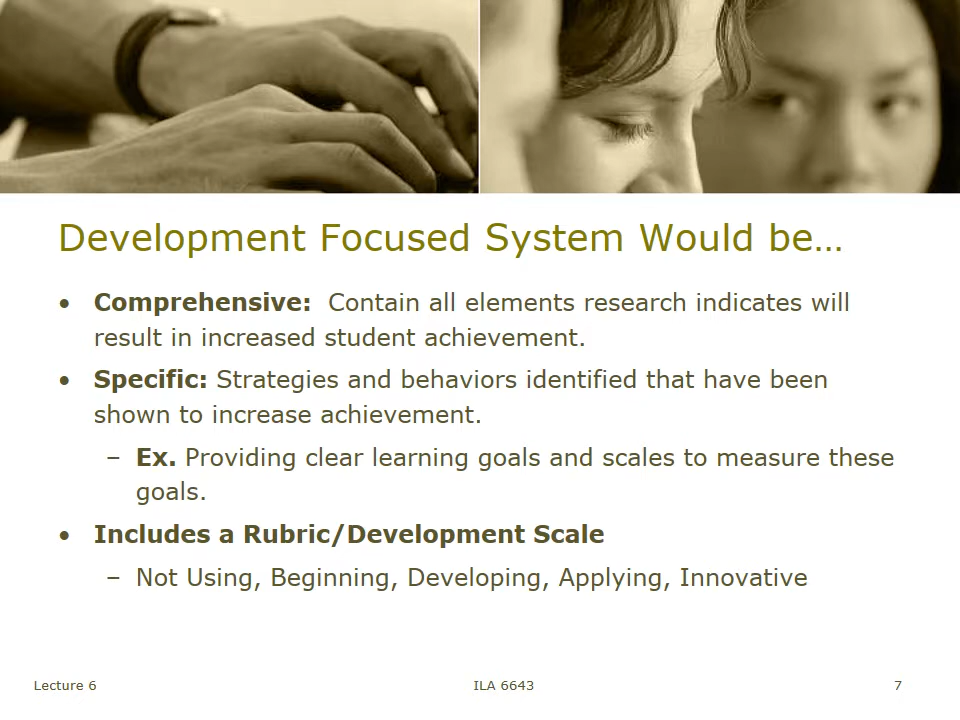 Development Focused System Would be…
• Comprehensive:  Contain all elements research indicates will
result in increased student achievement.
• Specific: Strategies and behaviors identified that have been
shown to increase achievement.
– Ex. Providing clear learning goals and scales to measure these
goals.
• Includes a Rubric/Development Scale
– Not Using, Beginning, Developing, Applying, Innovative
Lecture 6
ILA 6643
7